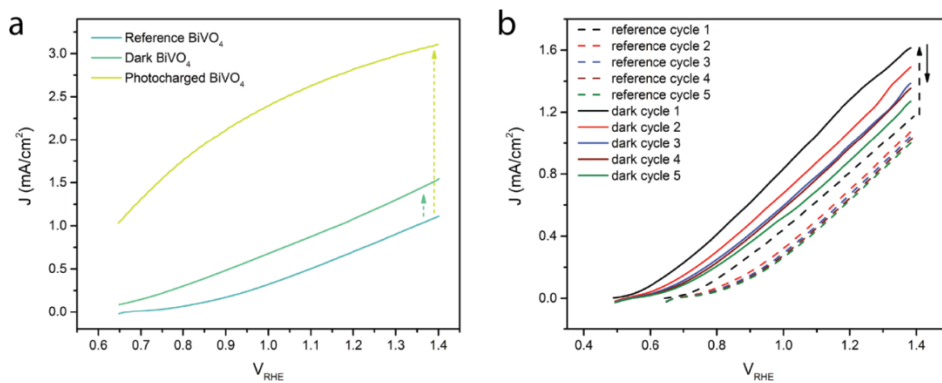 a
Reference BiVO₄
Dark BiVO₄
Photocharged BiVO₄
J (mA/cm²)
3.0
2.5
2.0
1.5
1.0
0.5
0.0
0.6 0.7 0.8 0.9 1.0 1.1 1.2 1.3 1.4
V_RHE
b
reference cycle 1
reference cycle 2
reference cycle 3
reference cycle 4
reference cycle 5
dark cycle 1
dark cycle 2
dark cycle 3
dark cycle 4
dark cycle 5
J (mA/cm²)
1.6
1.2
0.8
0.4
0.0
0.4 0.6 0.8 1.0 1.2 1.4
V_RHE